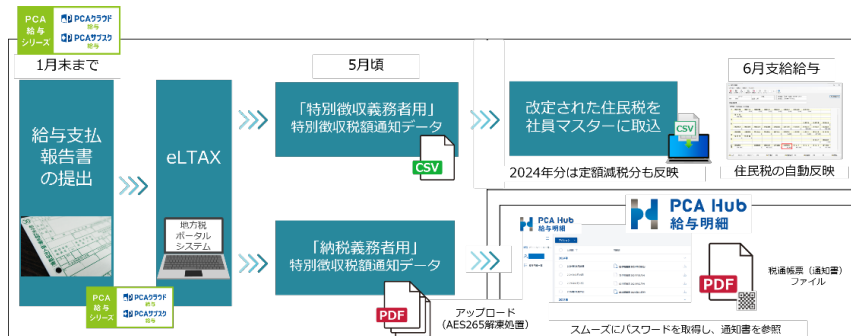 PCA
給与
シリーズ
PCAクラウド
給与
PCAサブスク
給与
1月末まで
5月頃
6月支給給与
給与支払
報告書
の提出
eLTAX
地方税
ポータル
システム
「特別徴収義務者用」
特別徴収税額通知データ
CSV
改定された住民税を
社員マスターに取込
CSV
2024年分は定額減税分も反映
住民税の自動反映
「納税義務者用」
特別徴収税額通知データ
PDF
アップロード
（AES265解凍処置）
PCA Hub
給与明細
PCA Hub
給与明細
PDF
税通帳票（通知書）
ファイル
スムーズにパスワードを取得し、通知書を参照
PCA
給与
シリーズ
PCAクラウド
給与
PCAサブスク
給与